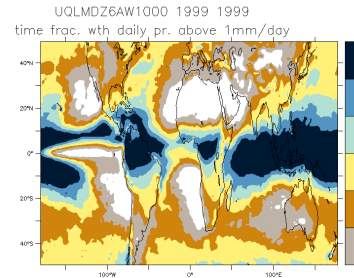 UQLMDZ6AW1000 1999 1999
time frac. wth daily pr. above 1mm/day
40°N
20°N
0°
20°S
40°S
100°W
0°
100°E